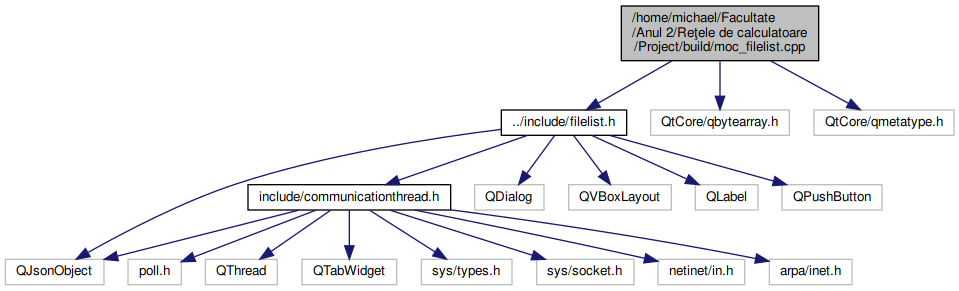 /home/michael/Facultate
/Anul 2/Reţele de calculatoare
/Project/build/moc_filelist.cpp
../include/filelist.h
QtCore/qbytearray.h
QtCore/qmetatype.h
include/communicationthread.h
QDialog
QVBoxLayout
QLabel
QPushButton
QJsonObject
poll.h
QThread
QTabWidget
sys/types.h
sys/socket.h
netinet/in.h
arpa/inet.h